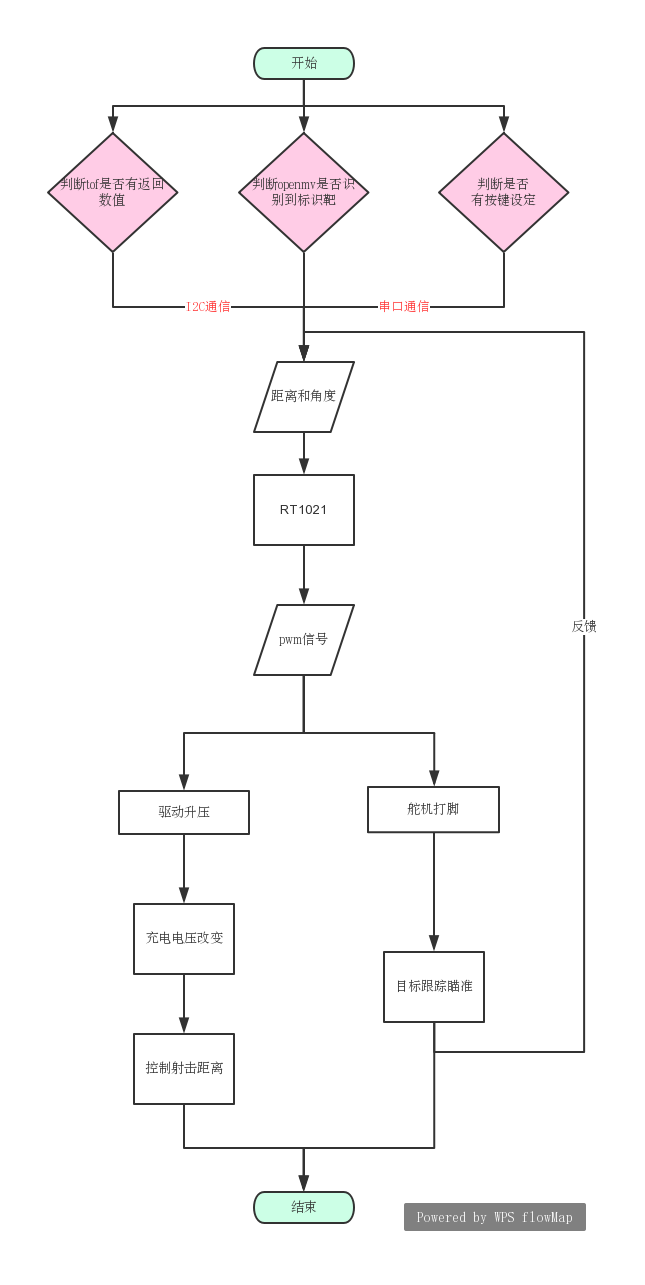 开始
判断tof是否有返回
数值
判断openmv是否识
别到标识靶
判断是否
有按键设定
I2C通信
串口通信
距离和角度
RT1021
反馈
pwm信号
驱动升压
舵机打脚
充电电压改变
目标跟踪瞄准
控制射击距离
结束
Powered by WPS flowMap